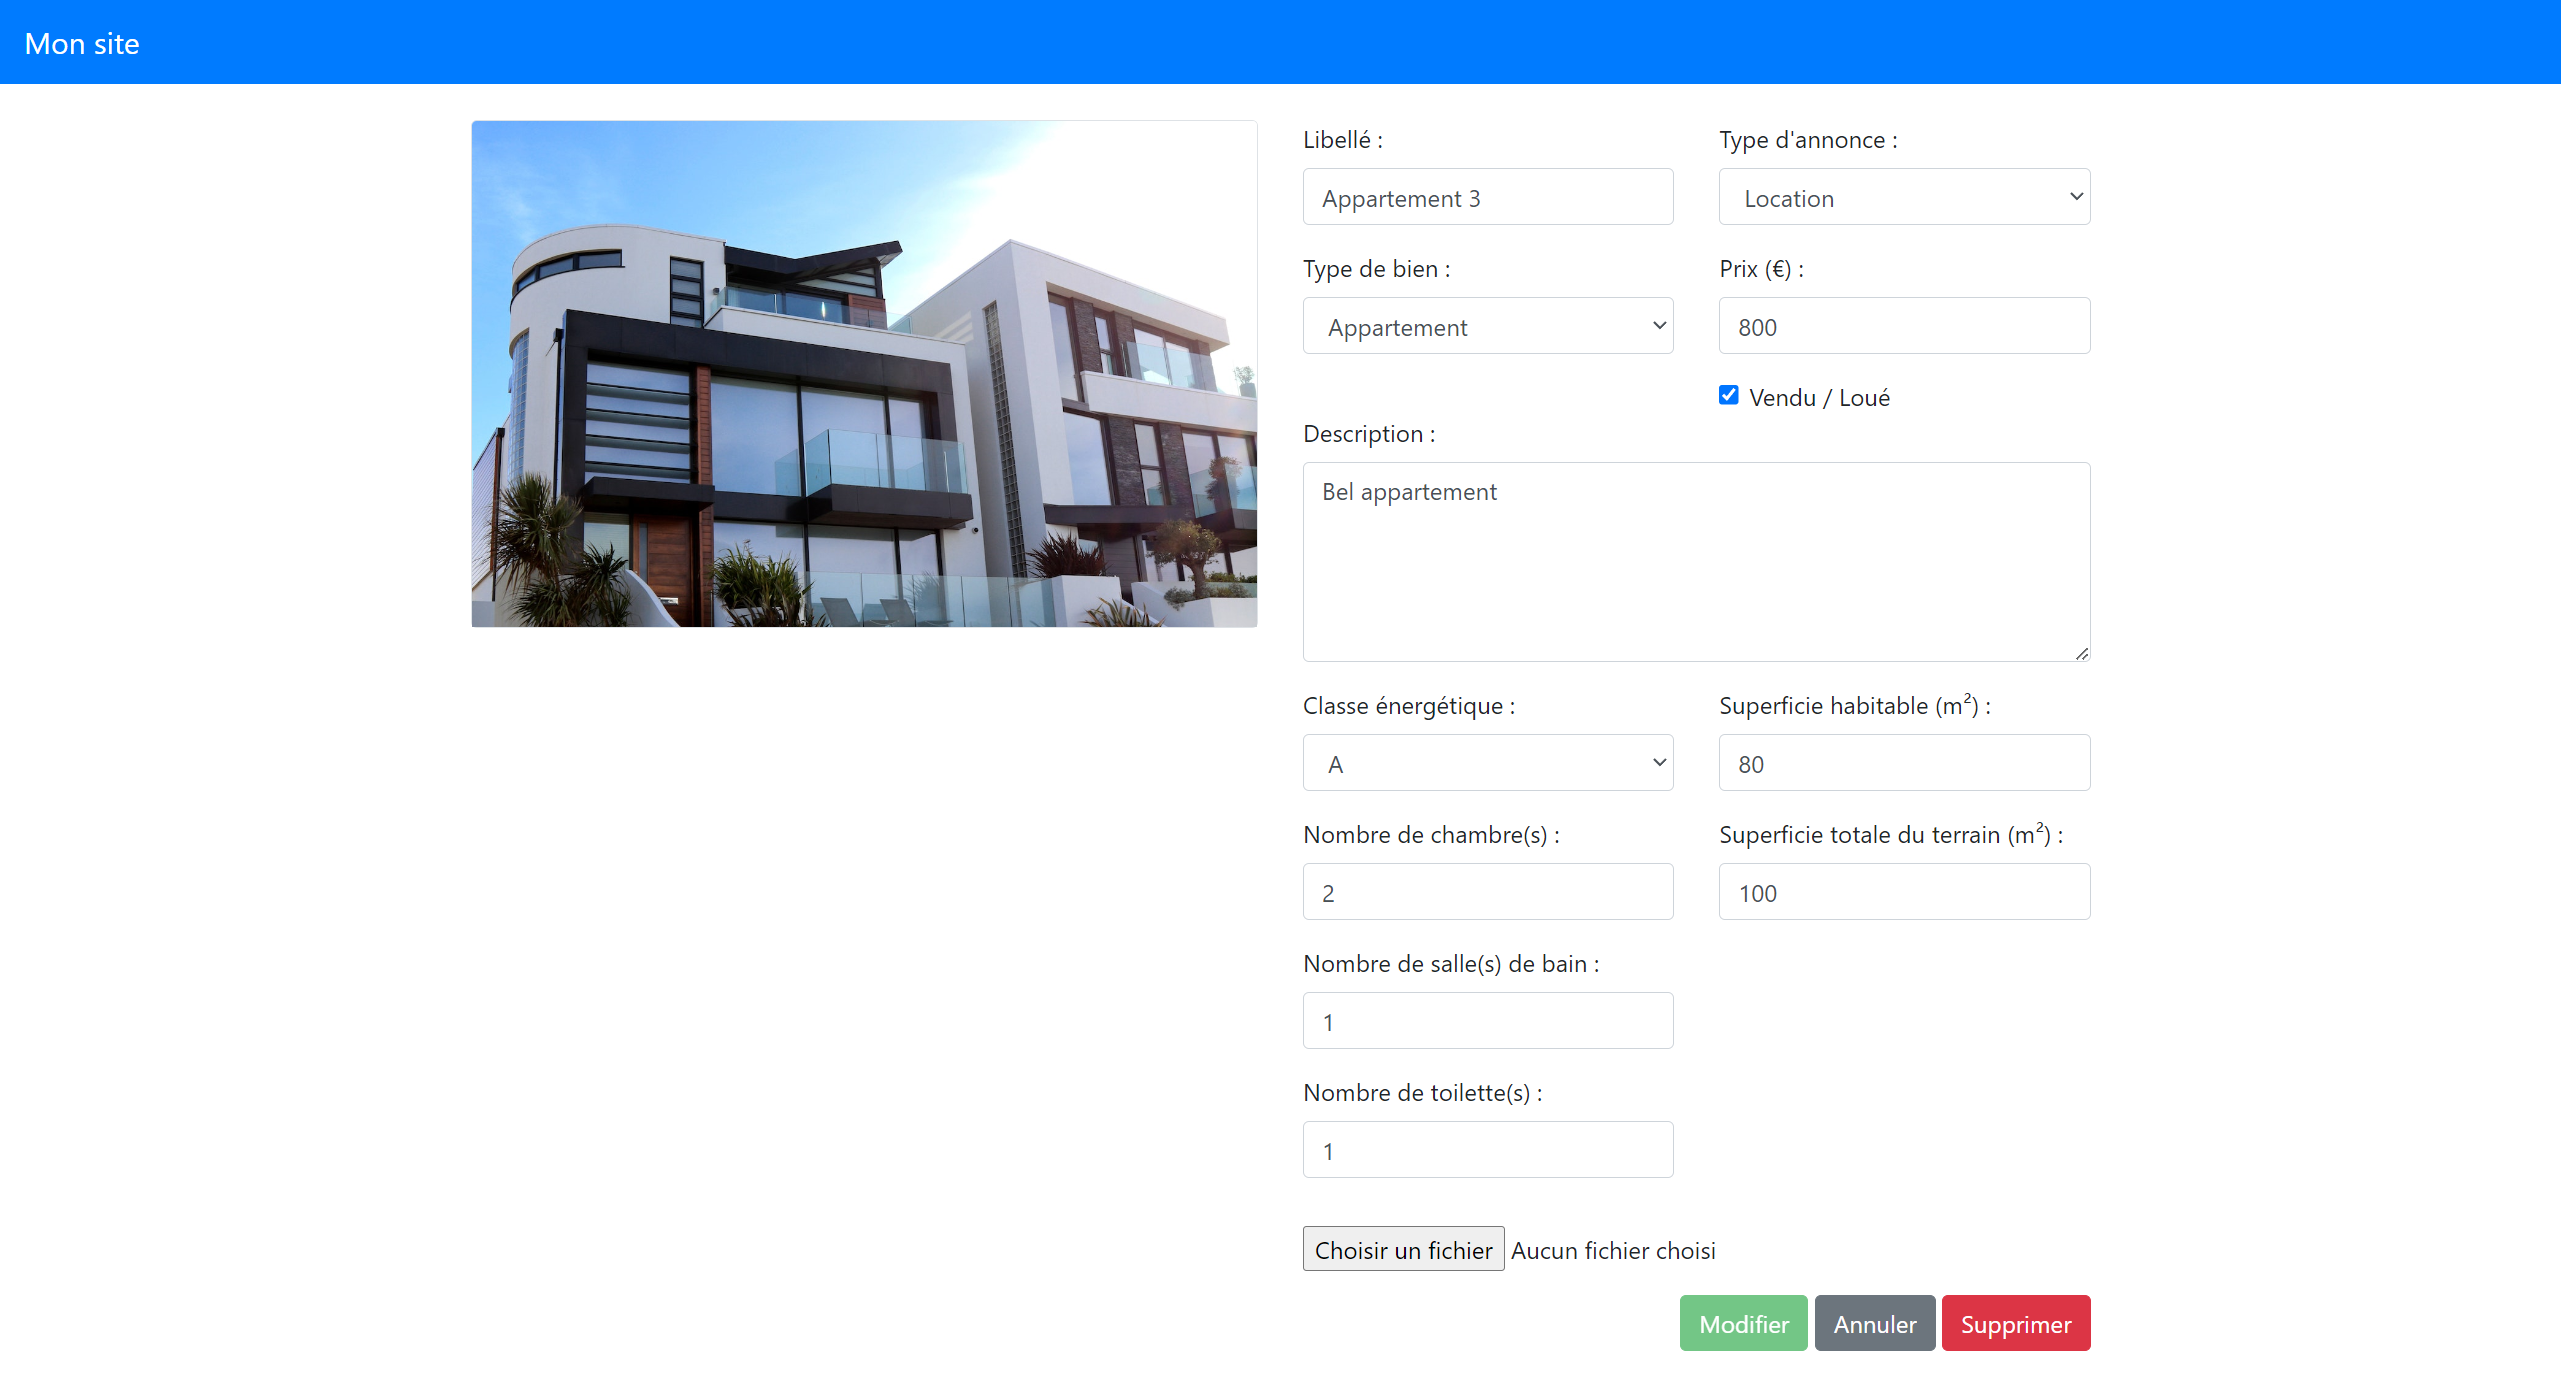 Mon site
Libellé :
Appartement 3
Type d'annonce :
Location
Type de bien :
Appartement
Prix (€) :
800
Vendu / Loué
Description :
Bel appartement
Classe énergétique :
A
Superficie habitable (m²) :
80
Nombre de chambre(s) :
2
Superficie totale du terrain (m²) :
100
Nombre de salle(s) de bain :
1
Nombre de toilette(s) :
1
Choisir un fichier Aucun fichier choisi
Modifier Annuler Supprimer